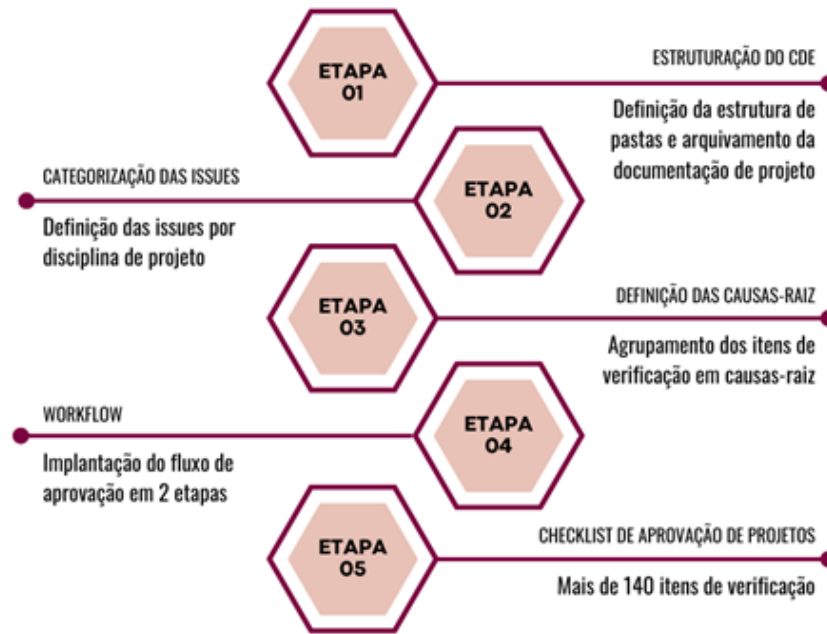 ETAPA
01
ESTRUTURAÇÃO DO CDE
Definição da estrutura de
pastas e arquivamento da
documentação de projeto
CATEGORIZAÇÃO DAS ISSUES
Definição das issues por
disciplina de projeto
ETAPA
02
ETAPA
03
DEFINIÇÃO DAS CAUSAS-RAIZ
Agrupamento dos itens de
verificação em causas-raiz
WORKFLOW
Implantação do fluxo de
aprovação em 2 etapas
ETAPA
04
ETAPA
05
CHECKLIST DE APROVAÇÃO DE PROJETOS
Mais de 140 itens de verificação